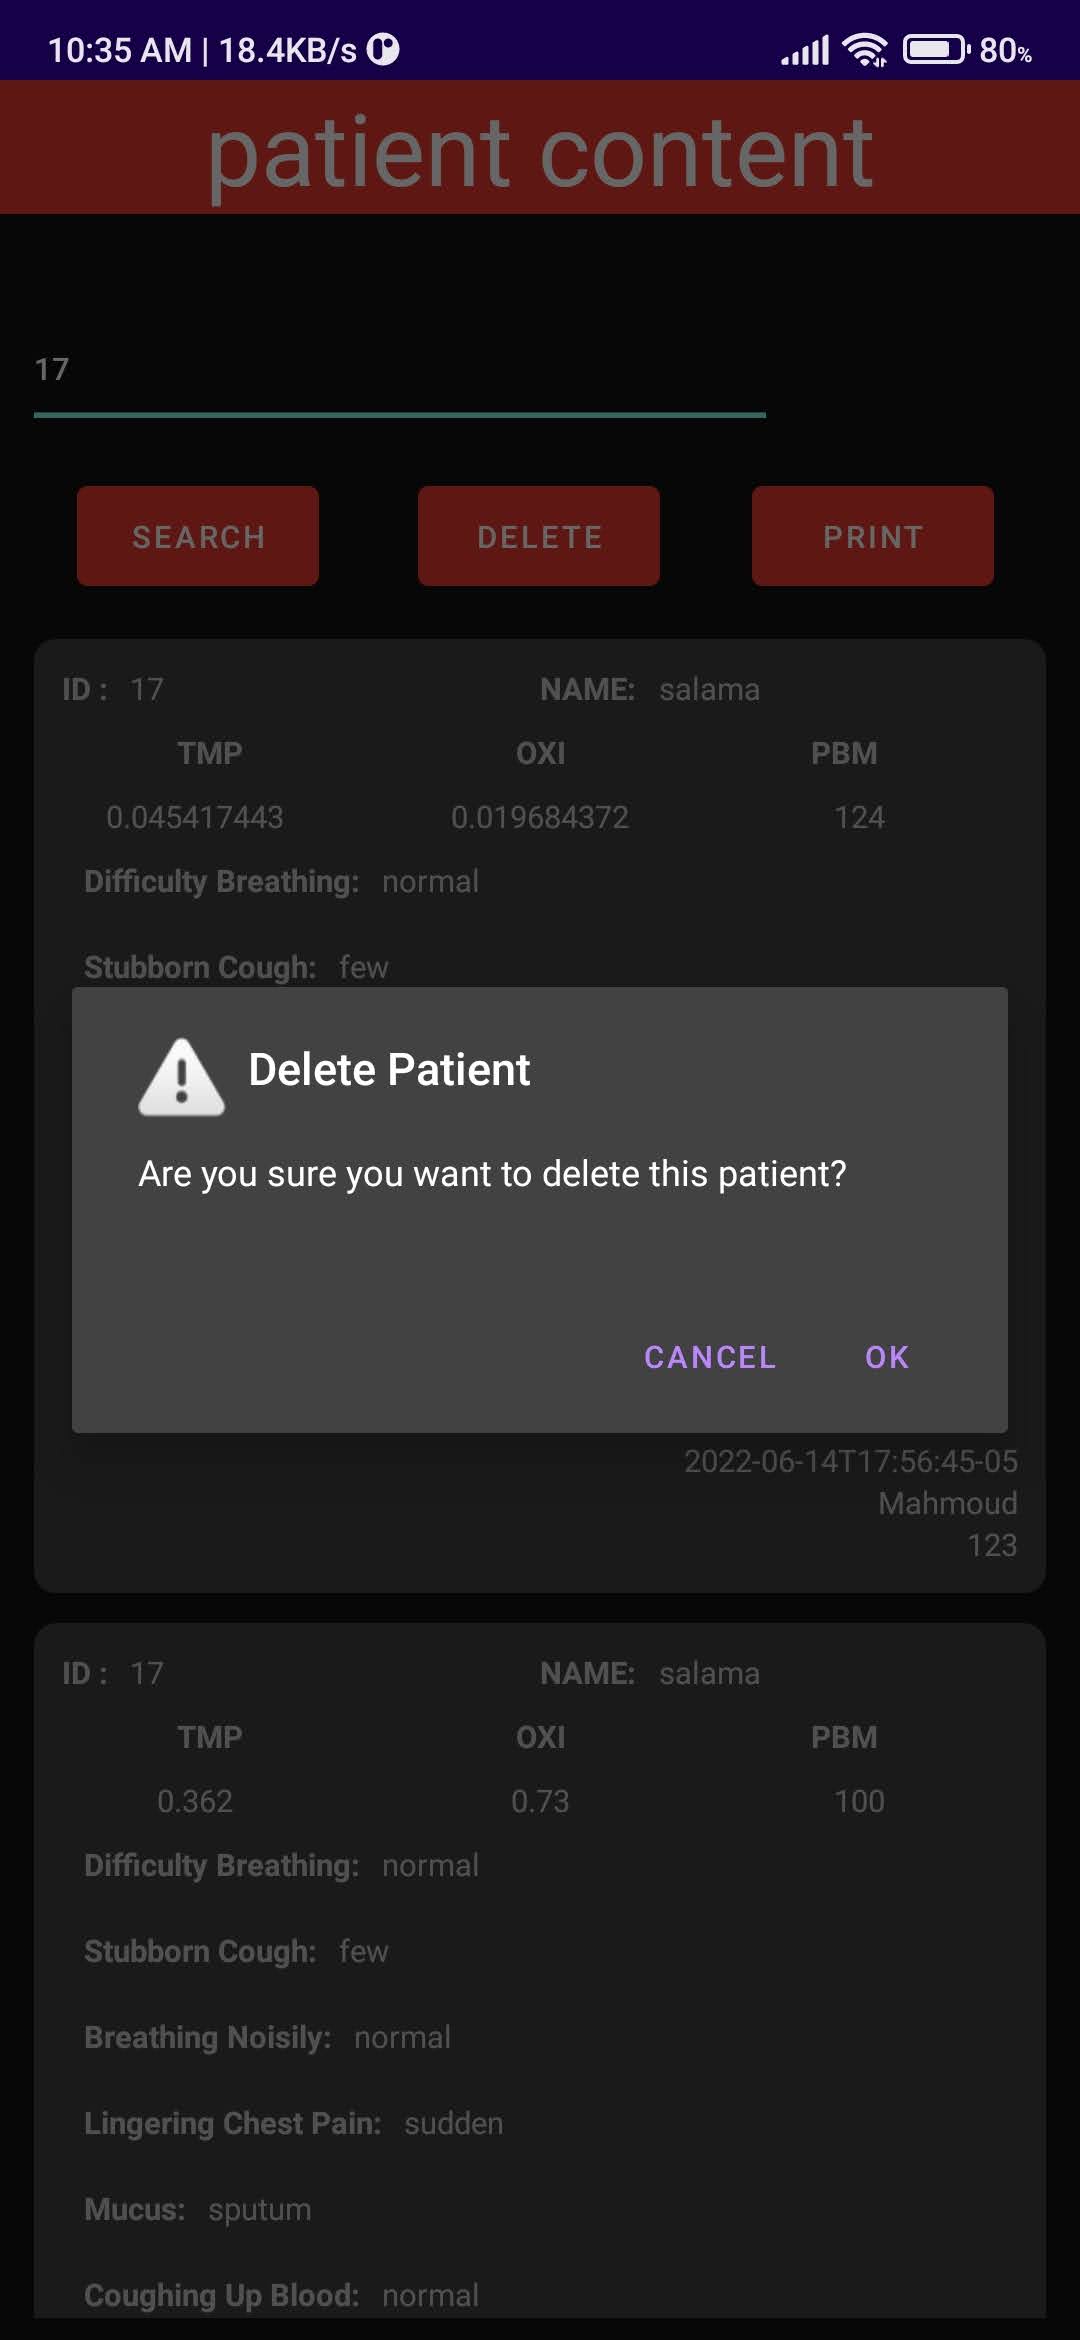 10:35 AM | 18.4KB/s
80%
patient content
17
SEARCH DELETE PRINT
ID : 17 NAME: salama
TMP OXI PBM
0.045417443 0.019684372 124
Difficulty Breathing: normal
Stubborn Cough: few
Delete Patient
Are you sure you want to delete this patient?
CANCEL OK
2022-06-14T17:56:45-05
Mahmoud
123
ID : 17 NAME: salama
TMP OXI PBM
0.362 0.73 100
Difficulty Breathing: normal
Stubborn Cough: few
Breathing Noisily: normal
Lingering Chest Pain: sudden
Mucus: sputum
Coughing Up Blood: normal